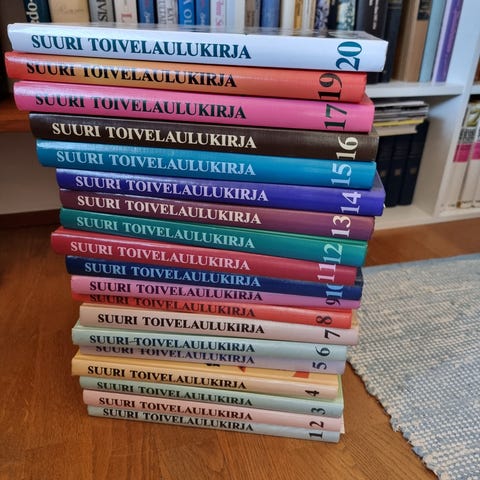 SUURI TOIVELAULUKIRJA 20
SUURI TOIVELAULUKIRJA 19
SUURI TOIVELAULUKIRJA 17
SUURI TOIVELAULUKIRJA 16
SUURI TOIVELAULUKIRJA 15
SUURI TOIVELAULUKIRJA 14
SUURI TOIVELAULUKIRJA 13
SUURI TOIVELAULUKIRJA 12
SUURI TOIVELAULUKIRJA 11
SUURI TOIVELAULUKIRJA 10
SUURI TOIVELAULUKIRJA 9
SUURI TOIVELAULUKIRJA 8
SUURI TOIVELAULUKIRJA 7
SUURI TOIVELAULUKIRJA 6
SUURI TOIVELAULUKIRJA 5
SUURI TOIVELAULUKIRJA 4
SUURI TOIVELAULUKIRJA 3
SUURI TOIVELAULUKIRJA 2
SUURI TOIVELAULUKIRJA 1